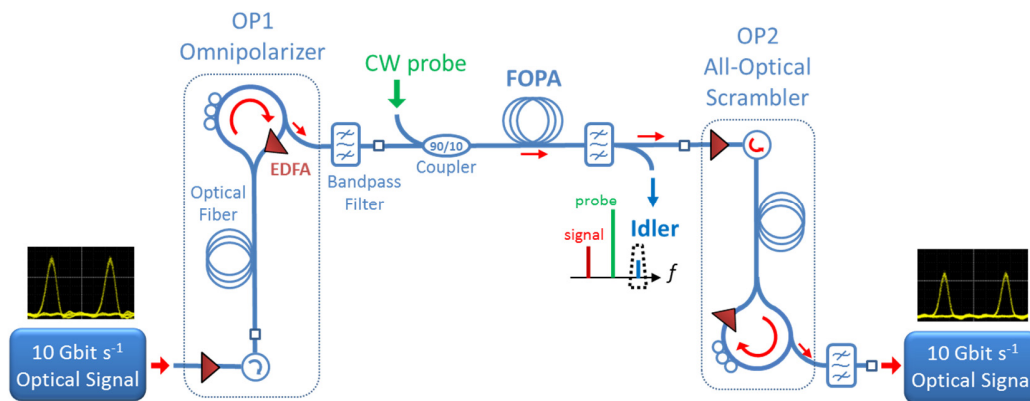 OP1
Omnipolarizer
CW probe
FOPA
OP2
All-Optical
Scrambler
90/10
Coupler
EDFA
Bandpass
Filter
Optical
Fiber
probe
signal
Idler
f
10 Gbit s⁻¹
Optical Signal
10 Gbit s⁻¹
Optical Signal